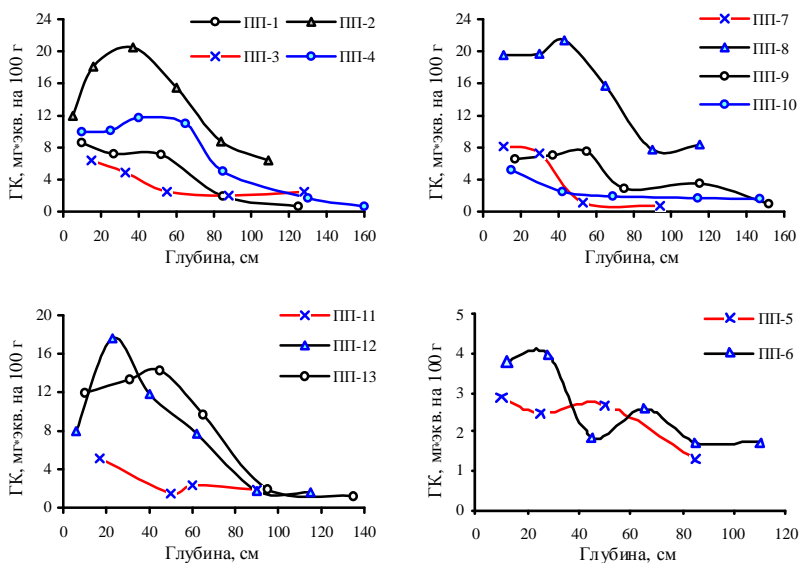 ГК, мг*экв. на 100 г
24
20
16
12
8
4
0
ПП-1
ПП-2
ПП-3
ПП-4
0 20 40 60 80 100 120 140 160
Глубина, см
ГК, мг*экв. на 100 г
24
20
16
12
8
4
0
ПП-7
ПП-8
ПП-9
ПП-10
0 20 40 60 80 100 120 140 160
Глубина, см
ГК, мг*экв. на 100 г
20
16
12
8
4
0
ПП-11
ПП-12
ПП-13
0 20 40 60 80 100 120 140
Глубина, см
ГК, мг*экв. на 100 г
5
4
3
2
1
0
ПП-5
ПП-6
0 20 40 60 80 100 120
Глубина, см